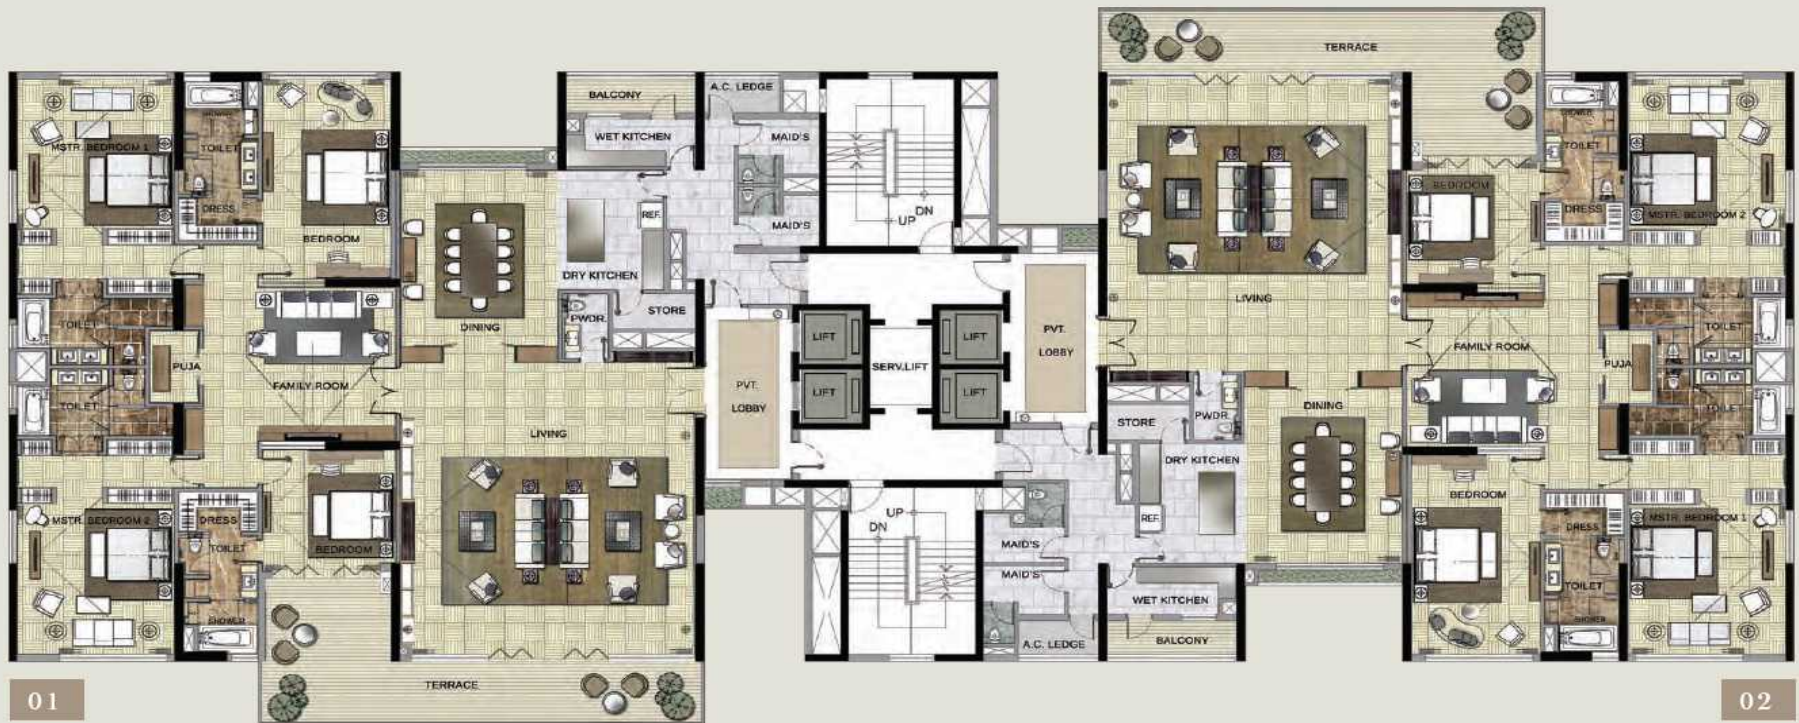 TERRACE
BALCONY
A.C. LEDGE
WET KITCHEN
MAID'S
MSTR. BEDROOM 1
SHOWER
TOILET
DRESS
BEDROOM
REF.
MAID'S
DN
UP
DRY KITCHEN
STORE
PWDR.
DINING
TOILET
PUJA
FAMILY ROOM
TOILET
LIFT
LIFT
SERV.LIFT
LIFT
LIFT
PVT.
LOBBY
LIVING
MSTR. BEDROOM 2
DRESS
TOILET
BEDROOM
SHOWER
TERRACE
01
SHOWER
TOILET
BEDROOM
DRESS
MSTR. BEDROOM 2
LIVING
PVT.
LOBBY
TOILET
FAMILY ROOM
PUJA
TOILET
STORE
PWDR.
DINING
DRY KITCHEN
BEDROOM
REF.
UP
DN
MAID'S
MAID'S
WET KITCHEN
A.C. LEDGE
BALCONY
DRESS
MSTR. BEDROOM 1
TOILET
SHOWER
02